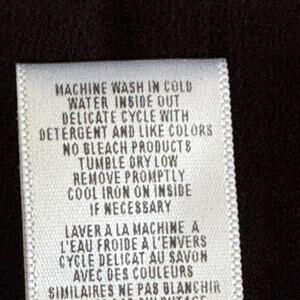 MACHINE WASH IN COLD
WATER INSIDE OUT
DELICATE CYCLE WITH
DETERGENT AND LIKE COLORS
NO BLEACH PRODUCTS
TUMBLE DRY LOW
REMOVE PROMPTLY
COOL IRON ON INSIDE
IF NECESSARY
LAVER A LA MACHINE A
L'EAU FROIDE A L'ENVERS
CYCLE DELICAT AU SAVON
AVEC DES COULEURS
SIMILAIRES NE PAS BLANCHIR